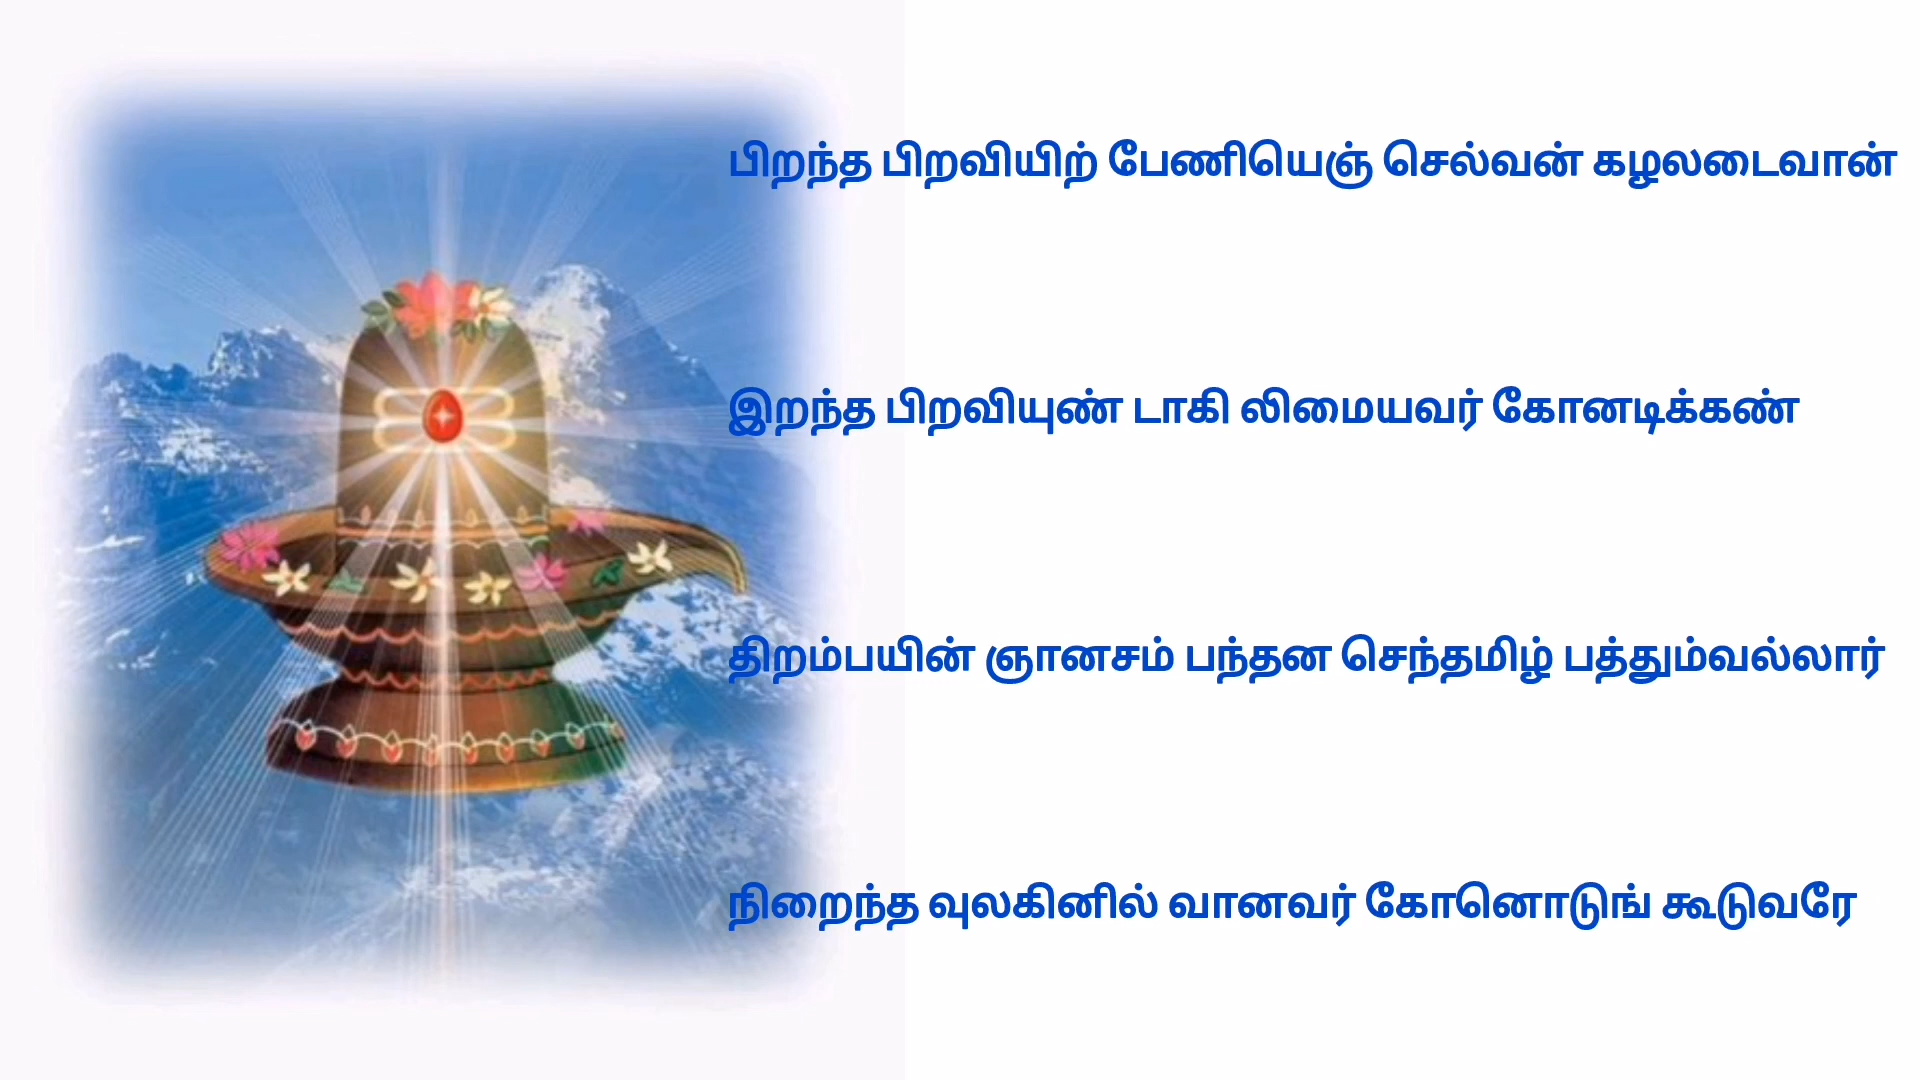 பிறந்த பிறவியிற் பேணியெஞ் செல்வன் கழலடைவான்
இறந்த பிறவியுண் டாகி லிமையவர் கோனடிக்கண்
திறம்பயின் ஞானசம் பந்தன செந்தமிழ் பத்தும்வல்லார்
நிறைந்த வுலகினில் வானவர் கோனொடுங் கூடுவரே